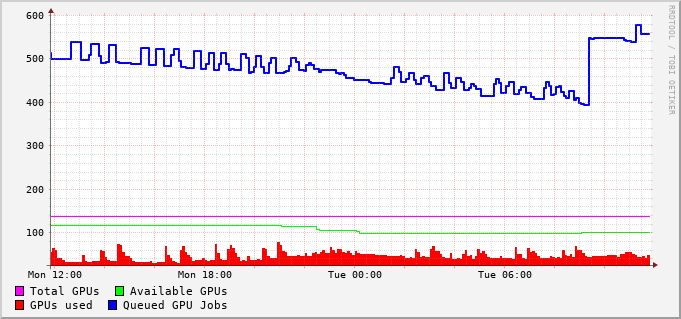 600
500
400
300
200
100
Mon 12:00 Mon 18:00 Tue 00:00 Tue 06:00
Total GPUs Available GPUs
GPUs used Queued GPU Jobs
RRDTOOL / TOBI OETIKER